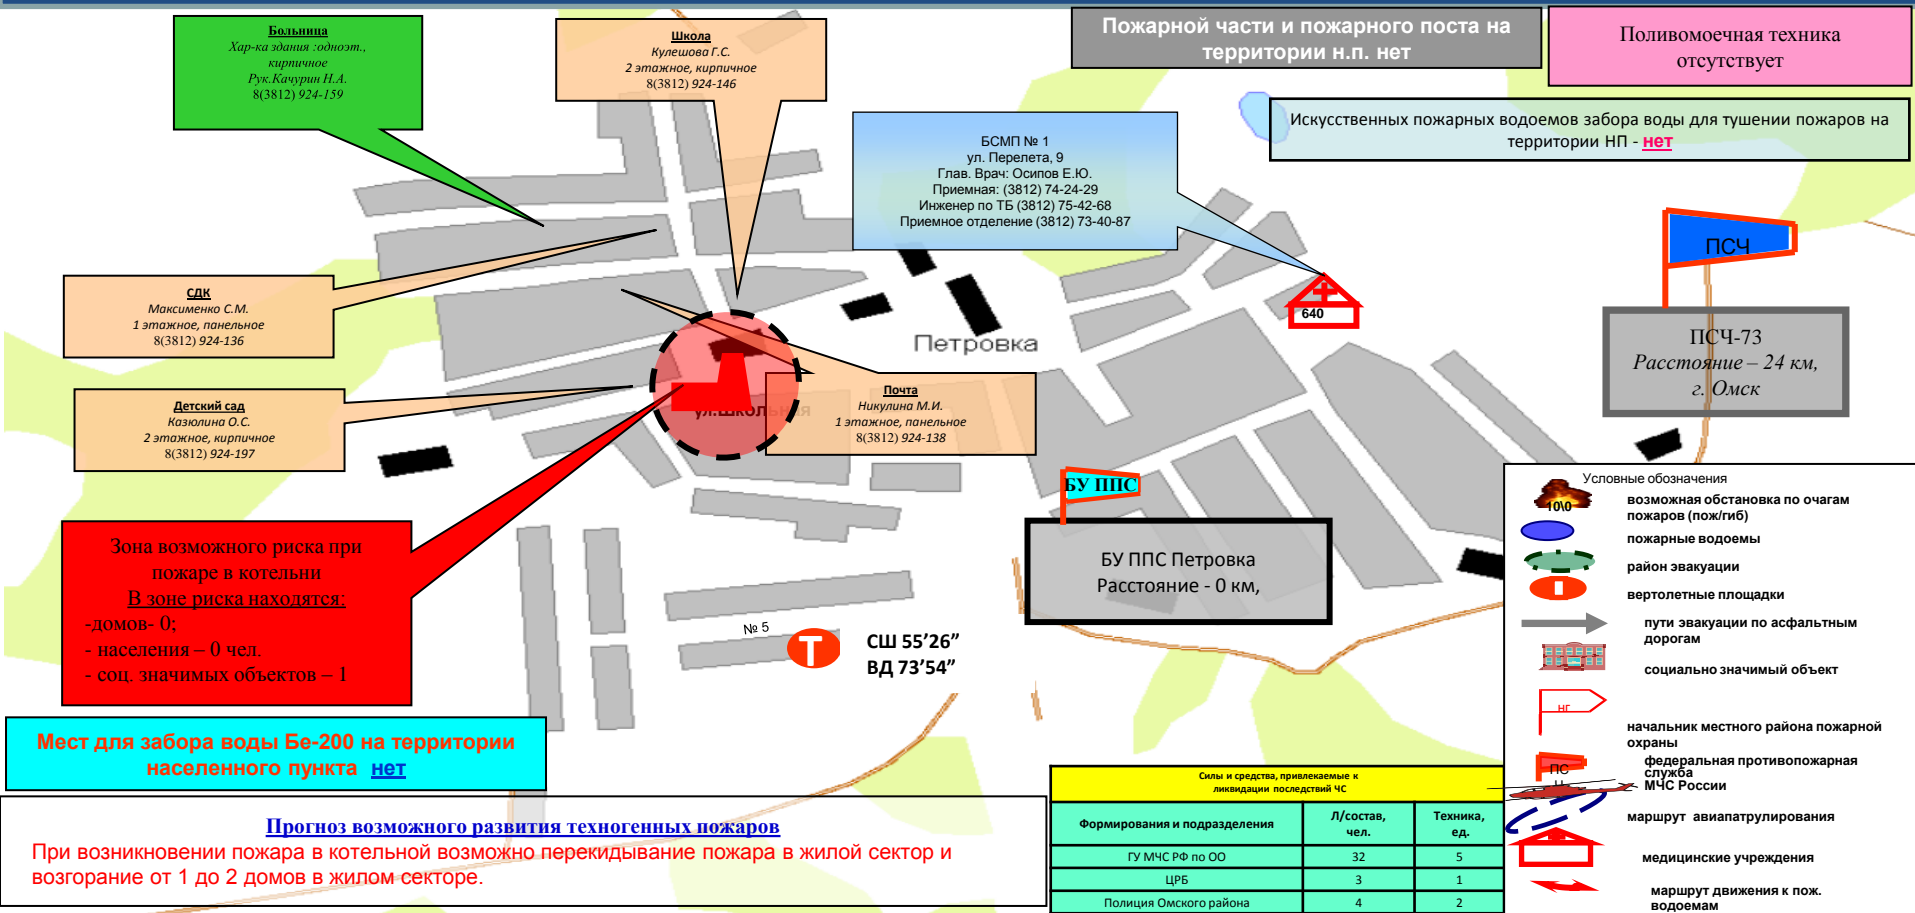 Больница
Хар-ка здания :одноэт.,
кирпичное
Рук.Качурин Н.А.
8(3812) 924-159
Школа
Кулешова Г.С.
2 этажное, кирпичное
8(3812) 924-146
Пожарной части и пожарного поста на
территории н.п. нет
Поливомоечная техника
отсутствует
Искусственных пожарных водоемов забора воды для тушении пожаров на
территории НП - нет
БСМП № 1
ул. Перелета, 9
Глав. Врач: Осипов Е.Ю.
Приемная: (3812) 74-24-29
Инженер по ТБ (3812) 75-42-68
Приемное отделение (3812) 73-40-87
ПСЧ
640
ПСЧ-73
Расстояние – 24 км,
г. Омск
СДК
Максименко С.М.
1 этажное, панельное
8(3812) 924-136
Петровка
Детский сад
Казюлина О.С.
2 этажное, кирпичное
8(3812) 924-197
ул.Школьная
Почта
Никулина М.И.
1 этажное, панельное
8(3812) 924-138
БУ ППС
БУ ППС Петровка
Расстояние - 0 км,
Зона возможного риска при
пожаре в котельни
В зоне риска находятся:
-домов- 0;
- населения – 0 чел.
- соц. значимых объектов – 1
№ 5
Т
СШ 55’26”
ВД 73’54”
Мест для забора воды Бе-200 на территории
населенного пункта нет
Прогноз возможного развития техногенных пожаров
При возникновении пожара в котельной возможно перекидывание пожара в жилой сектор и
возгорание от 1 до 2 домов в жилом секторе.
Силы и средства, привлекаемые к
ликвидации последствий ЧС
Формирования и подразделения
Л/состав,
чел.
Техника,
ед.
ГУ МЧС РФ по ОО 32 5
ЦРБ 3 1
Полиция Омского района 4 2
Условные обозначения
10\0
возможная обстановка по очагам
пожаров (пож/гиб)
пожарные водоемы
район эвакуации
вертолетные площадки
пути эвакуации по асфальтным
дорогам
социально значимый объект
НГ
начальник местного района пожарной
охраны
ПС
Ч
федеральная противопожарная
служба
МЧС России
маршрут авиапатрулирования
медицинские учреждения
маршрут движения к пож.
водоемам